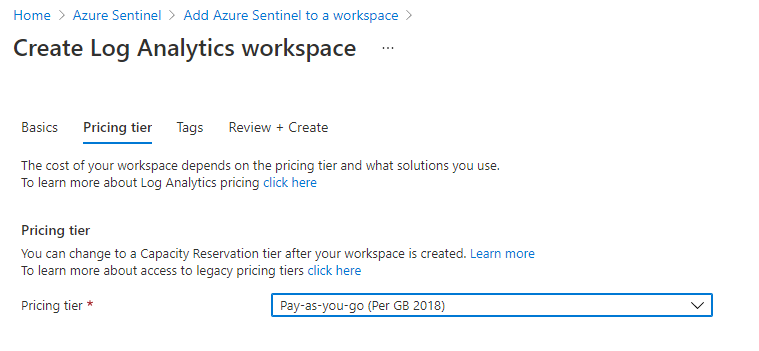 Home > Azure Sentinel > Add Azure Sentinel to a workspace >
Create Log Analytics workspace ...
Basics Pricing tier Tags Review + Create
The cost of your workspace depends on the pricing tier and what solutions you use.
To learn more about Log Analytics pricing click here
Pricing tier
You can change to a Capacity Reservation tier after your workspace is created. Learn more
To learn more about access to legacy pricing tiers click here
Pricing tier * Pay-as-you-go (Per GB 2018)